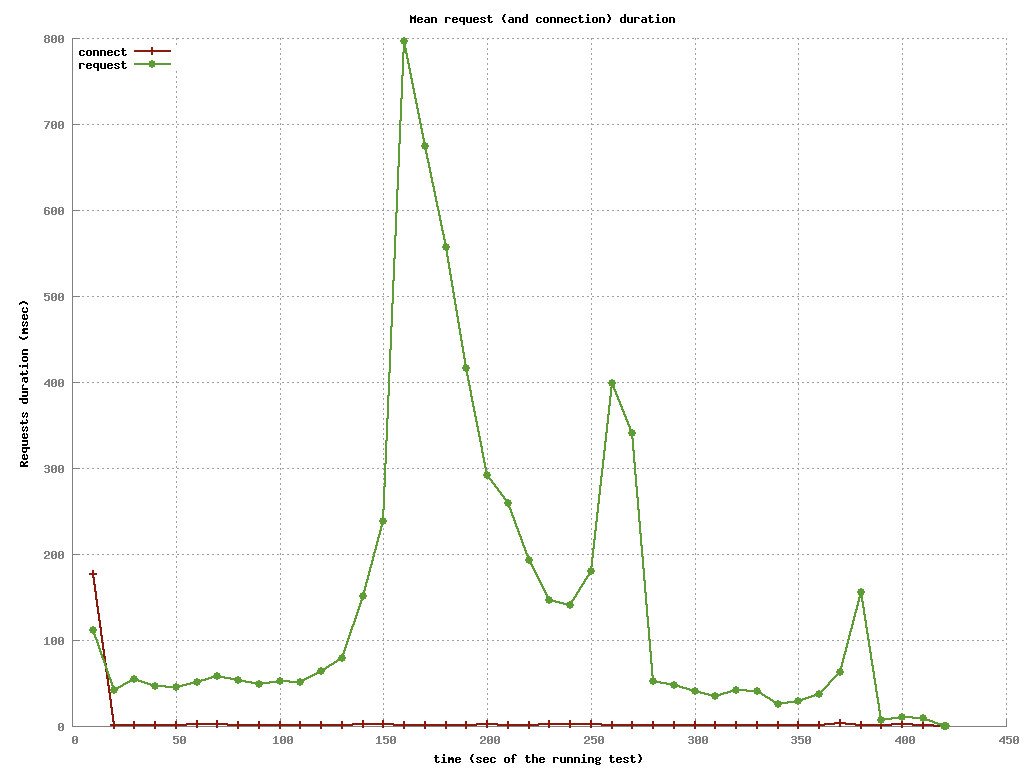 Mean request (and connection) duration
800
connect
request
700
600
500
400
300
200
100
0
Requests duration (msec)
0 50 100 150 200 250 300 350 400 450
time (sec of the running test)